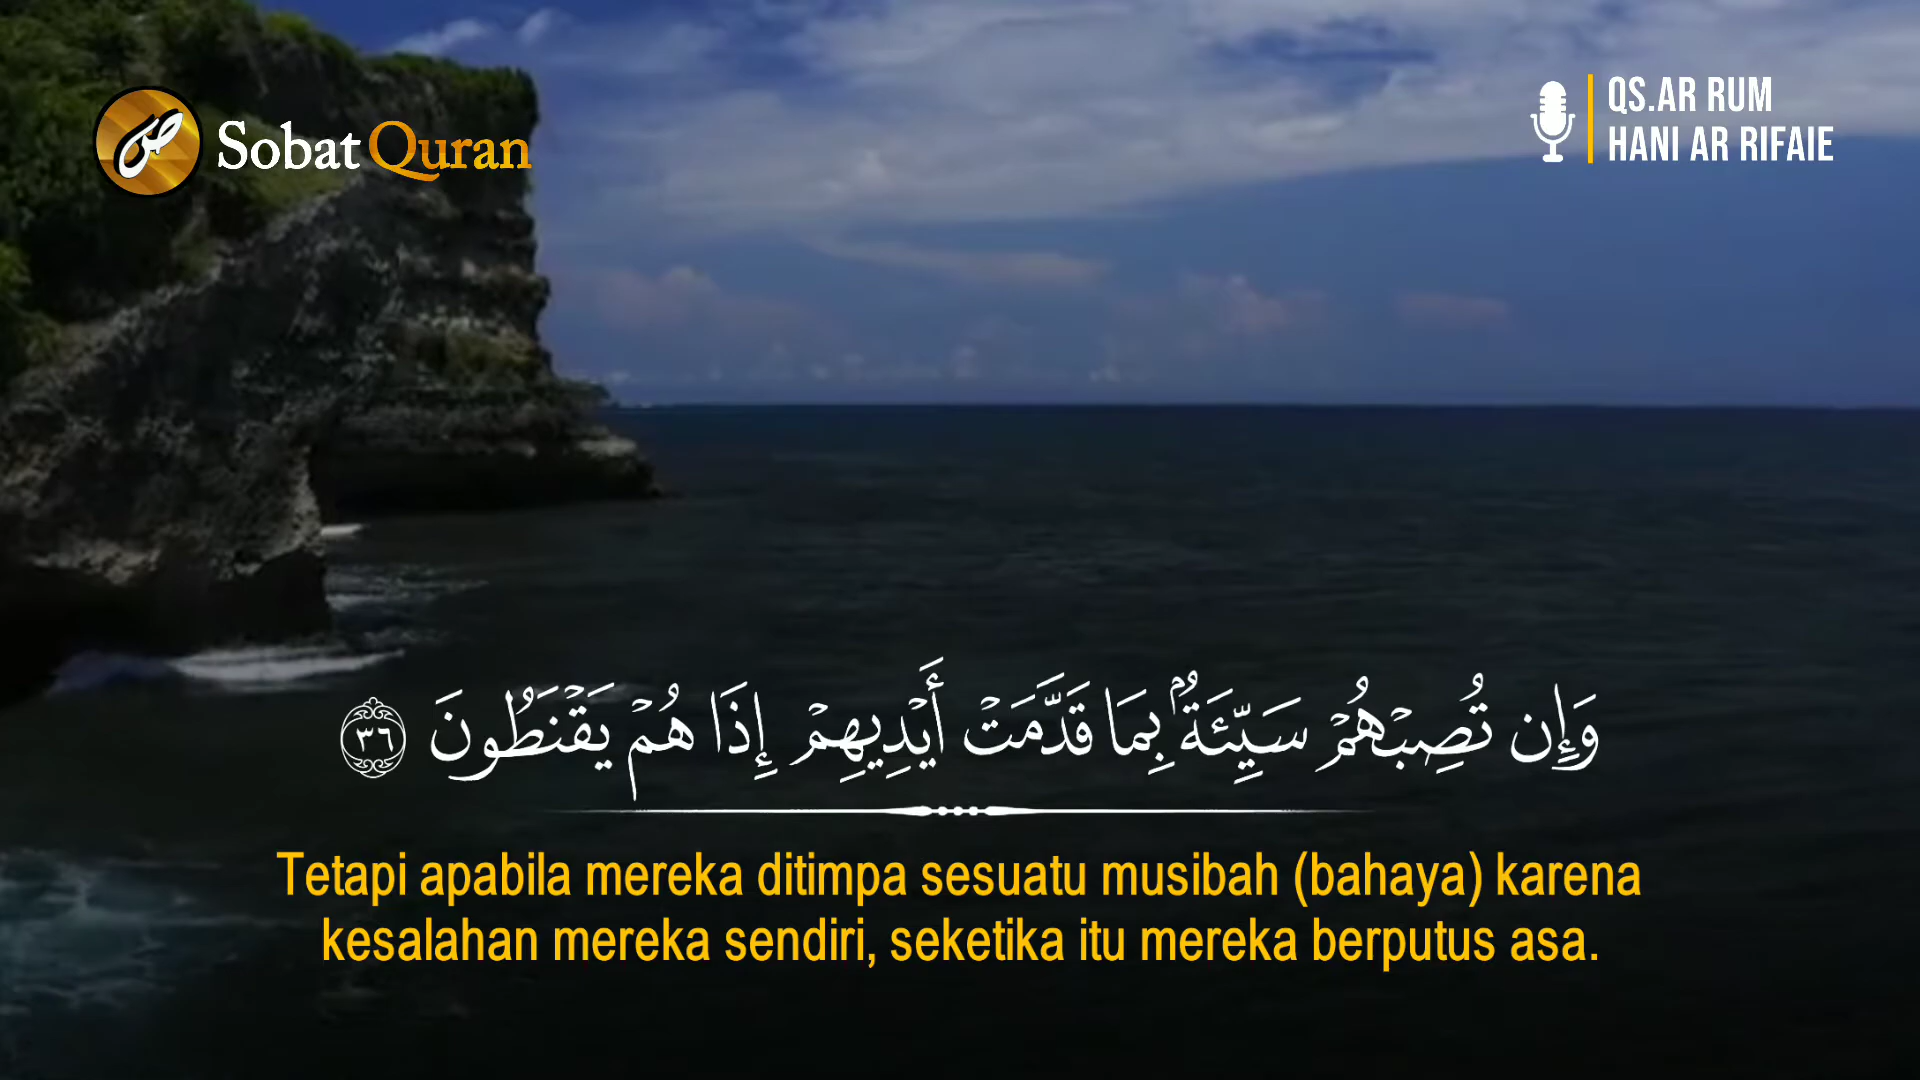 Sobat Quran
QS.AR RUM
HANI AR RIFAIE
وَإِن تُصِبْهُمْ سَيِّئَةٌۢ بِمَا قَدَّمَتْ أَيْدِيهِمْ إِذَا هُمْ يَقْنَطُونَ ٣٦
Tetapi apabila mereka ditimpa sesuatu musibah (bahaya) karena
kesalahan mereka sendiri, seketika itu mereka berputus asa.